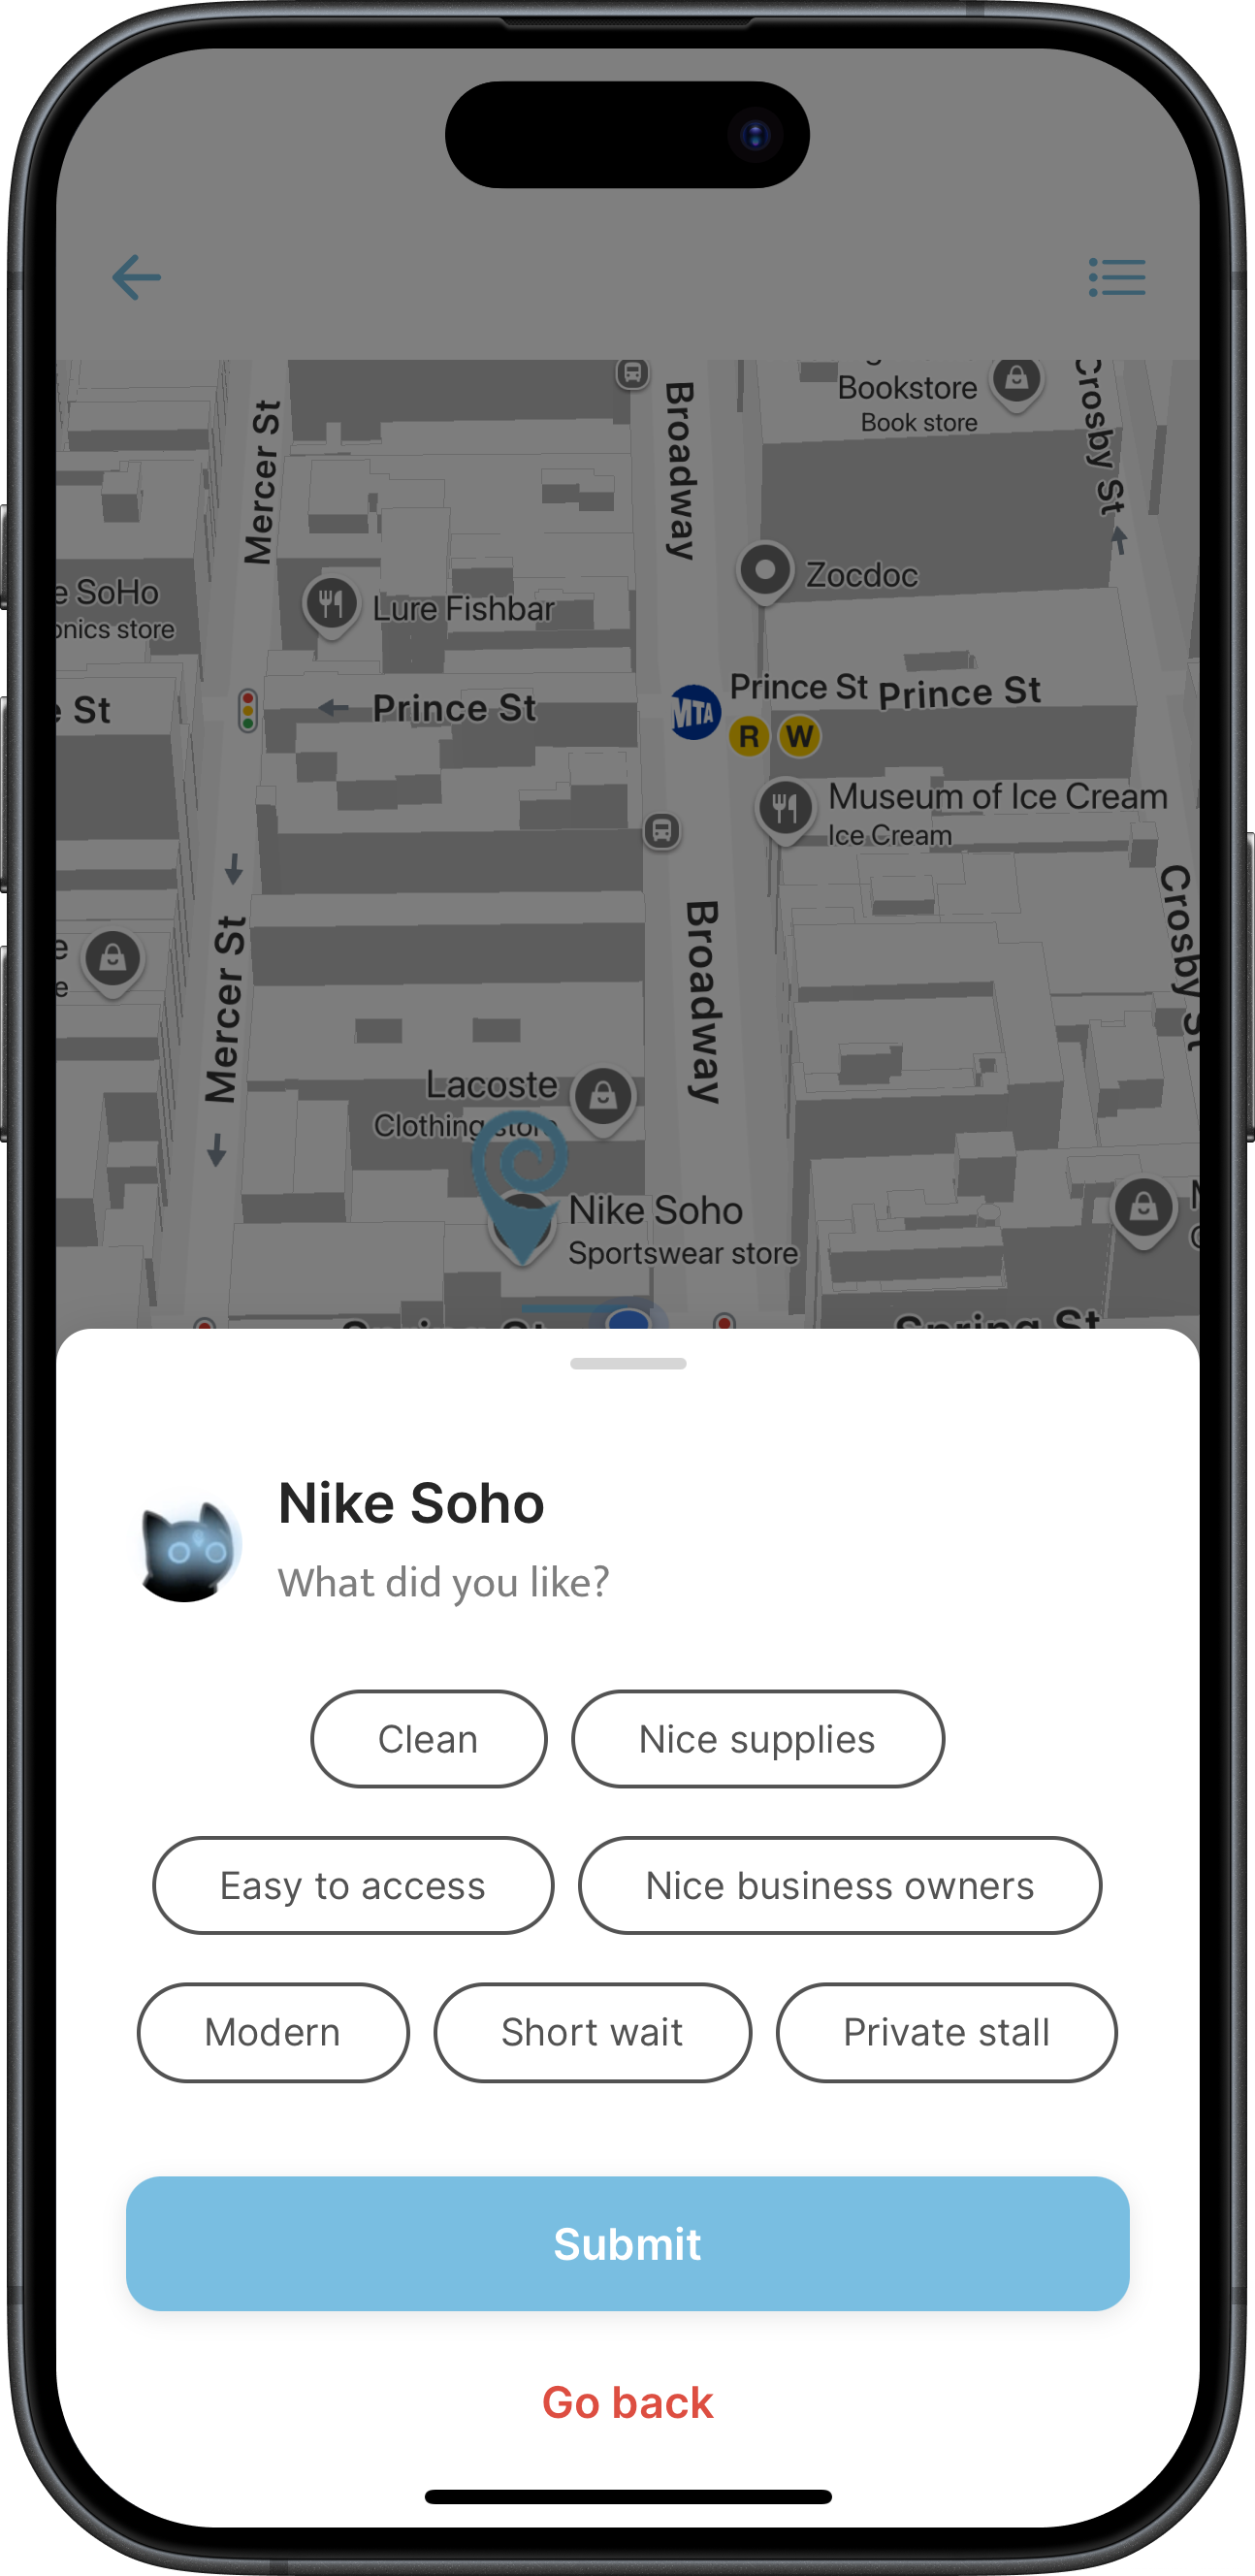 Bookstore
Book store
Mercer St
Broadway
Crosby St
Zocdoc
e SoHo
onics store
Lure Fishbar
e St
Prince St
MTA
Prince St
R W
Prince St
Museum of Ice Cream
Ice Cream
e
e
Mercer St
Broadway
Crosby St
Lacoste
Clothing store
Nike Soho
Sportswear store
Spring St
Spring St
Nike Soho
What did you like?
Clean
Nice supplies
Easy to access
Nice business owners
Modern
Short wait
Private stall
Submit
Go back